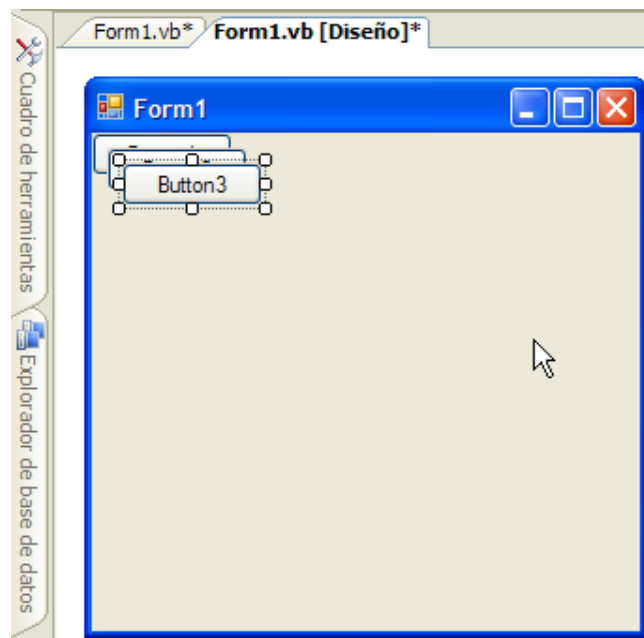 Form1.vb* Form1.vb [Diseño]*
Cuadro de herramientas
Explorador de base de datos
Form1
Button3